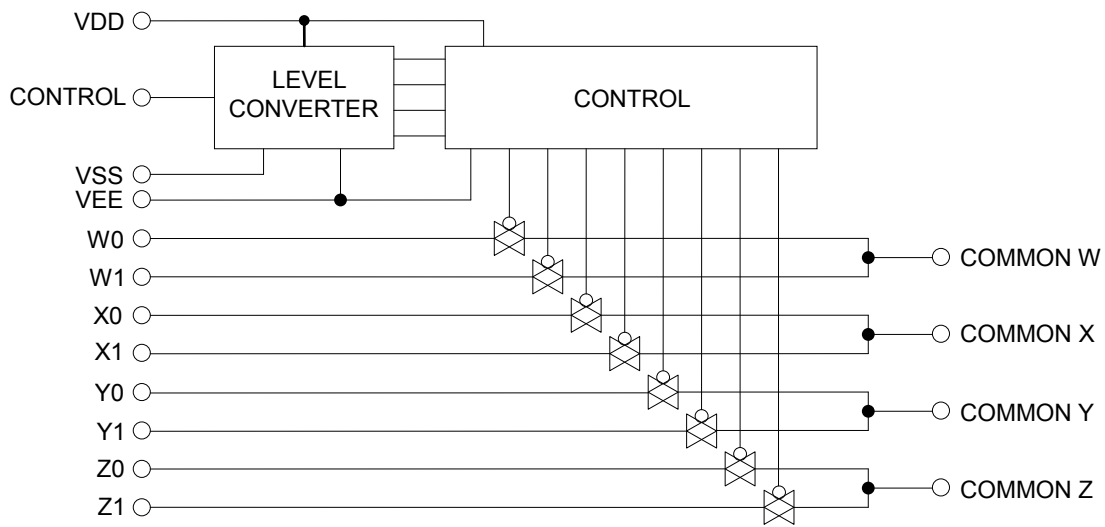 VDD
CONTROL
LEVEL
CONVERTER
CONTROL
VSS
VEE
W0
W1
COMMON W
X0
X1
COMMON X
Y0
Y1
COMMON Y
Z0
Z1
COMMON Z